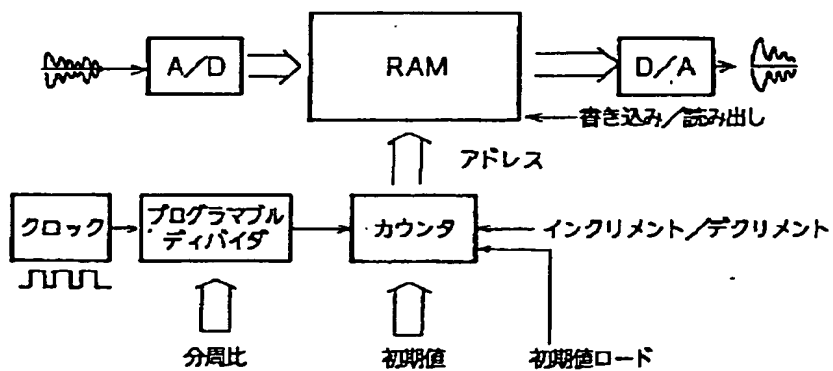 A/D
RAM
D/A
書き込み/読み出し
アドレス
クロック
プログラマブル
ディバイダ
カウンタ
インクリメント/デクリメント
分周比
初期値
初期値ロード